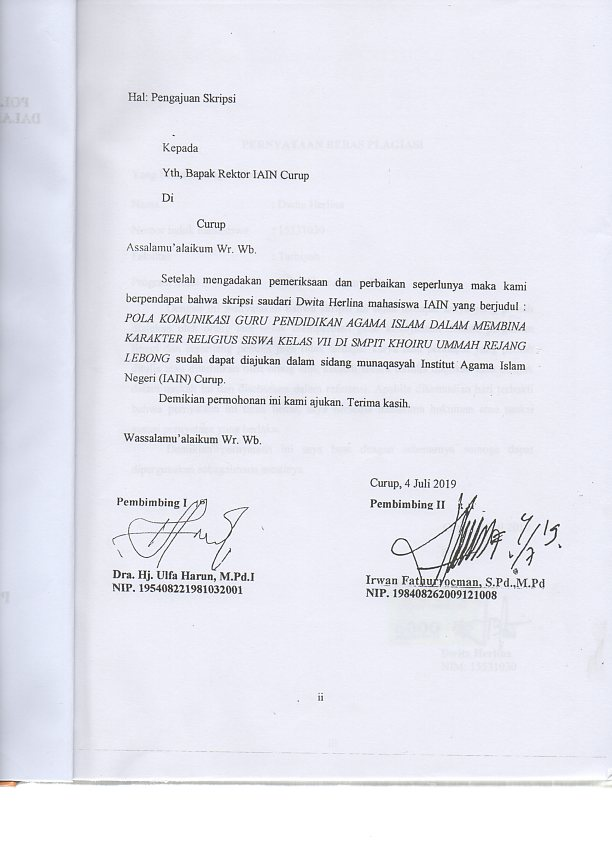 Hal: Pengajuan Skripsi
Kepada
Yth, Bapak Rektor IAIN Curup
Di
Curup
Assalamu’alaikum Wr. Wb.
Setelah mengadakan pemeriksaan dan perbaikan seperlunya maka kami
berpendapat bahwa skripsi saudari Dwita Herlina mahasiswa IAIN yang berjudul :
POLA KOMUNIKASI GURU PENDIDIKAN AGAMA ISLAM DALAM MEMBINA
KARAKTER RELIGIUS SISWA KELAS VII DI SMPIT KHOIRU UMMAH REJANG
LEBONG sudah dapat diajukan dalam sidang munaqasyah Institut Agama Islam
Negeri (IAIN) Curup.
Demikian permohonan ini kami ajukan. Terima kasih.
Wassalamu’alaikum Wr. Wb.
Curup, 4 Juli 2019
Pembimbing I
Pembimbing II
4/19
/7
Dra. Hj. Ulfa Harun, M.Pd.I
NIP. 195408221981032001
Irwan Fathurrocman, S.Pd.,M.Pd
NIP. 198408262009121008
ii